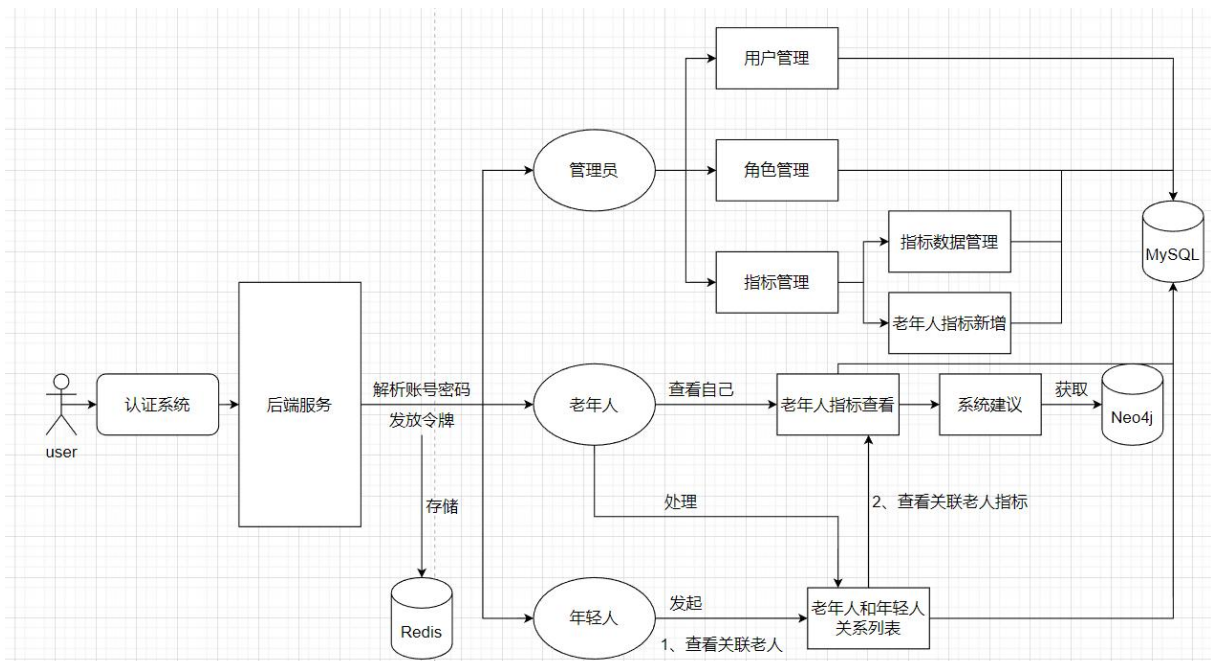 用户管理
管理员
角色管理
指标数据管理
MySQL
指标管理
老年人指标新增
user
认证系统
后端服务
解析账号密码
发放令牌
老年人
查看自己
老年人指标查看
系统建议
获取
Neo4j
存储
处理
2、查看关联老人指标
Redis
年轻人
发起
1、查看关联老人
老年人和年轻人
关系列表